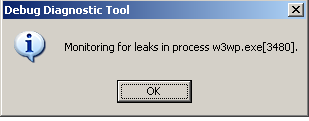 Debug Diagnostic Tool
Monitoring for leaks in process w3wp.exe[3480].
OK